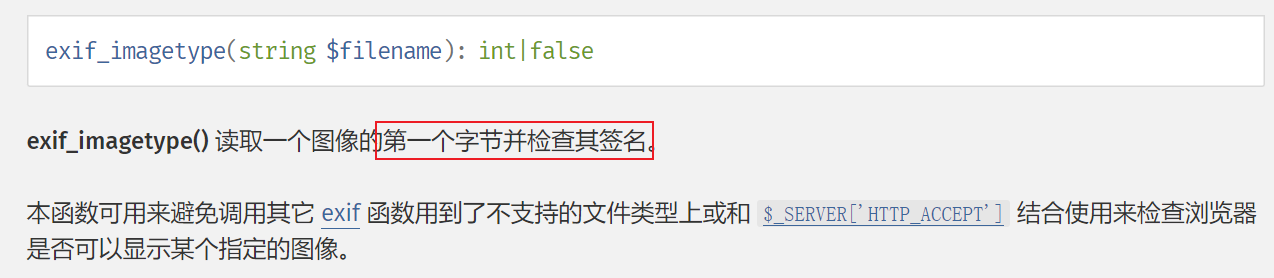 exif_imagetype(string $filename): int|false
exif_imagetype() 读取一个图像的第一个字节并检查其签名。
本函数可用来避免调用其它 exif 函数用到了不支持的文件类型上或和 $_SERVER['HTTP_ACCEPT'] 结合使用来检查浏览器
是否可以显示某个指定的图像。